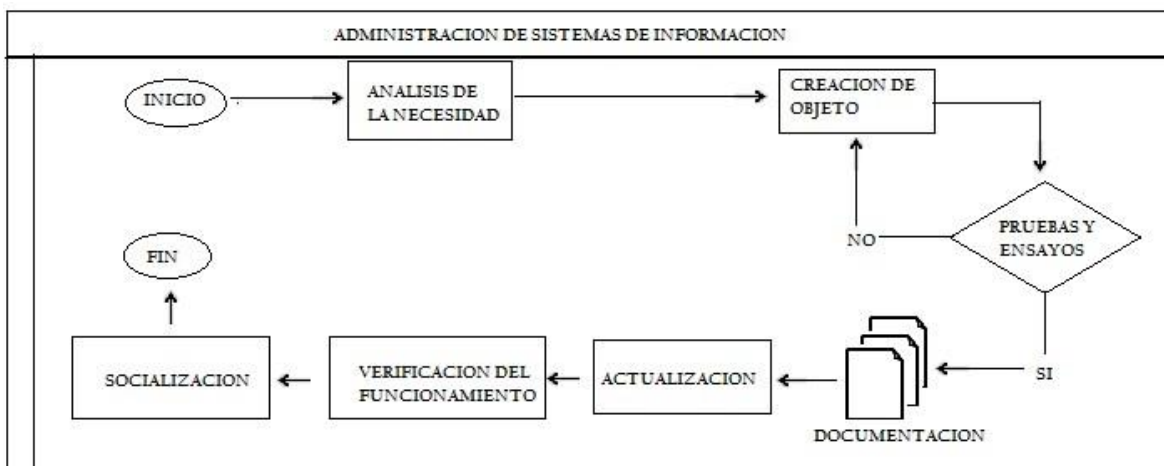 ADMINISTRACION DE SISTEMAS DE INFORMACION
INICIO
ANALISIS DE
LA NECESIDAD
CREACION DE
OBJETO
PRUEBAS Y
ENSAYOS
NO
SI
DOCUMENTACION
ACTUALIZACION
VERIFICACION DEL
FUNCIONAMIENTO
SOCIALIZACION
FIN